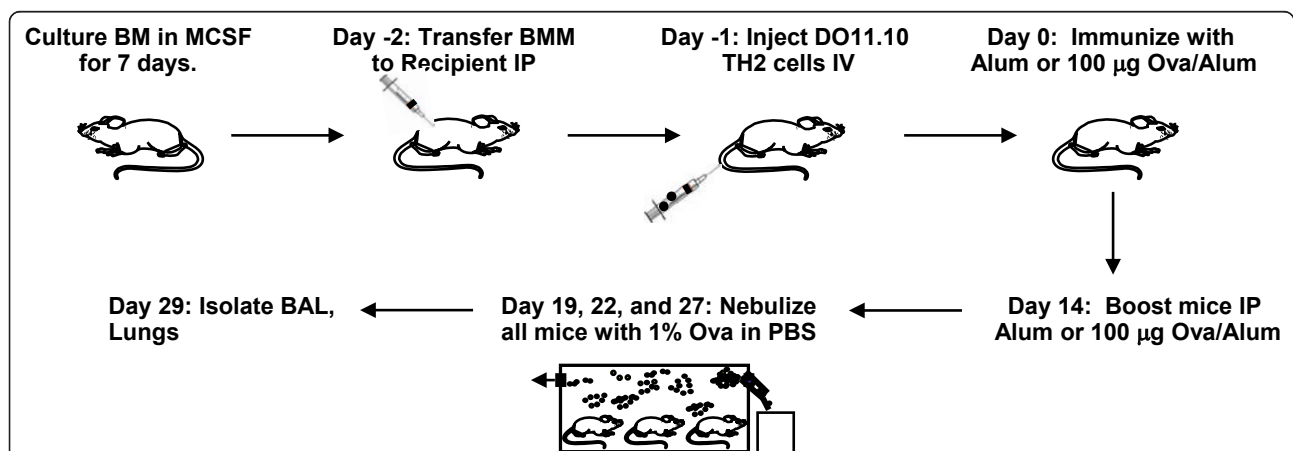 Culture BM in MCSF
for 7 days.
Day -2: Transfer BMM
to Recipient IP
Day -1: Inject DO11.10
TH2 cells IV
Day 0: Immunize with
Alum or 100 μg Ova/Alum
Day 14: Boost mice IP
Alum or 100 μg Ova/Alum
Day 19, 22, and 27: Nebulize
all mice with 1% Ova in PBS
Day 29: Isolate BAL,
Lungs